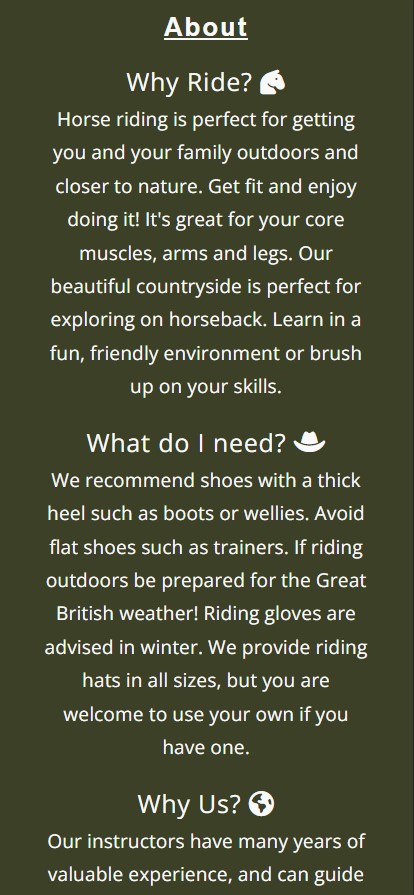 About
Why Ride?
Horse riding is perfect for getting
you and your family outdoors and
closer to nature. Get fit and enjoy
doing it! It's great for your core
muscles, arms and legs. Our
beautiful countryside is perfect for
exploring on horseback. Learn in a
fun, friendly environment or brush
up on your skills.
What do I need?
We recommend shoes with a thick
heel such as boots or wellies. Avoid
flat shoes such as trainers. If riding
outdoors be prepared for the Great
British weather! Riding gloves are
advised in winter. We provide riding
hats in all sizes, but you are
welcome to use your own if you
have one.
Why Us?
Our instructors have many years of
valuable experience, and can guide